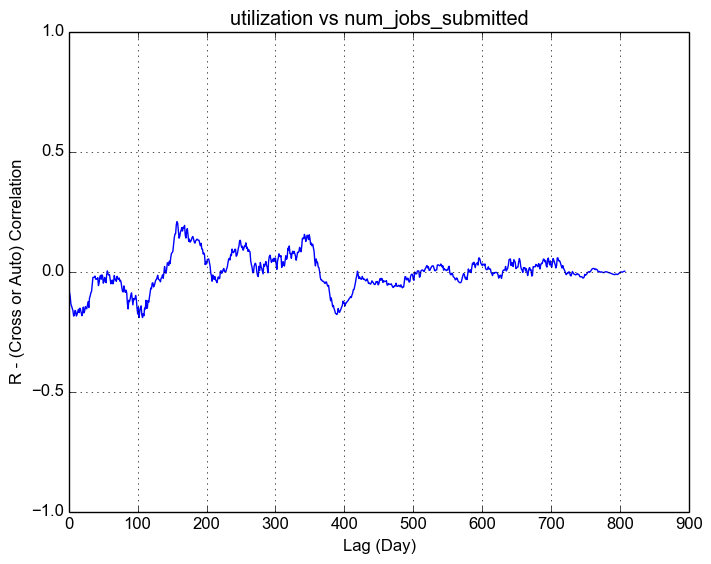 utilization vs num_jobs_submitted
1.0
0.5
0.0
−0.5
−1.0
R - (Cross or Auto) Correlation
0 100 200 300 400 500 600 700 800 900
Lag (Day)